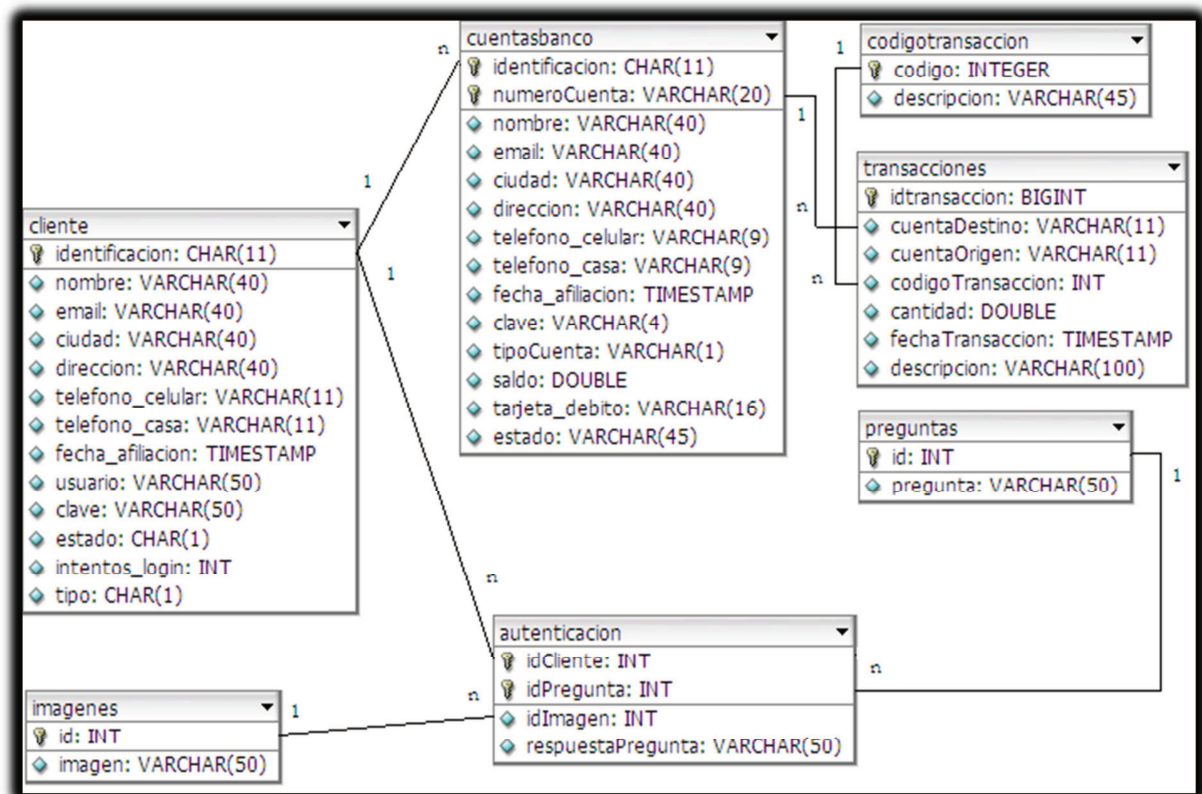 cuentasbanco
identificacion: CHAR(11)
numeroCuenta: VARCHAR(20)
nombre: VARCHAR(40)
email: VARCHAR(40)
ciudad: VARCHAR(40)
direccion: VARCHAR(40)
telefono_celular: VARCHAR(9)
telefono_casa: VARCHAR(9)
fecha_afiliacion: TIMESTAMP
clave: VARCHAR(4)
tipoCuenta: VARCHAR(1)
saldo: DOUBLE
tarjeta_debito: VARCHAR(16)
estado: VARCHAR(45)
codigotransaccion
codigo: INTEGER
descripcion: VARCHAR(45)
transacciones
idtransaccion: BIGINT
cuentaDestino: VARCHAR(11)
cuentaOrigen: VARCHAR(11)
codigoTransaccion: INT
cantidad: DOUBLE
fechaTransaccion: TIMESTAMP
descripcion: VARCHAR(100)
cliente
identificacion: CHAR(11)
nombre: VARCHAR(40)
email: VARCHAR(40)
ciudad: VARCHAR(40)
direccion: VARCHAR(40)
telefono_celular: VARCHAR(11)
telefono_casa: VARCHAR(11)
fecha_afiliacion: TIMESTAMP
usuario: VARCHAR(50)
clave: VARCHAR(50)
estado: CHAR(1)
intentos_login: INT
tipo: CHAR(1)
preguntas
id: INT
pregunta: VARCHAR(50)
autenticacion
idCliente: INT
idPregunta: INT
idImagen: INT
respuestaPregunta: VARCHAR(50)
imagenes
id: INT
imagen: VARCHAR(50)
n
1
1
n
1
n
1
n
1
n
1
n